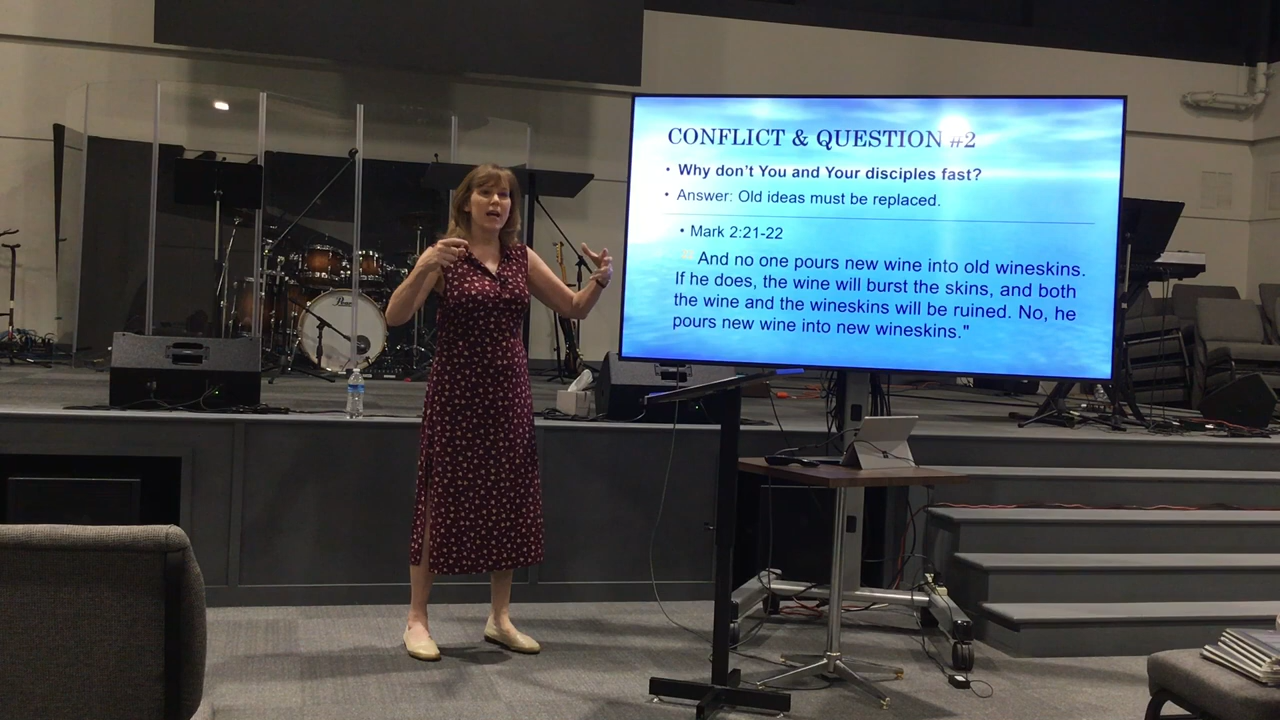 CONFLICT & QUESTION #2
• Why don't You and Your disciples fast?
• Answer: Old ideas must be replaced.
• Mark 2:21-22
And no one pours new wine into old wineskins.
If he does, the wine will burst the skins, and both
the wine and the wineskins will be ruined. No, he
pours new wine into new wineskins."
Pearl